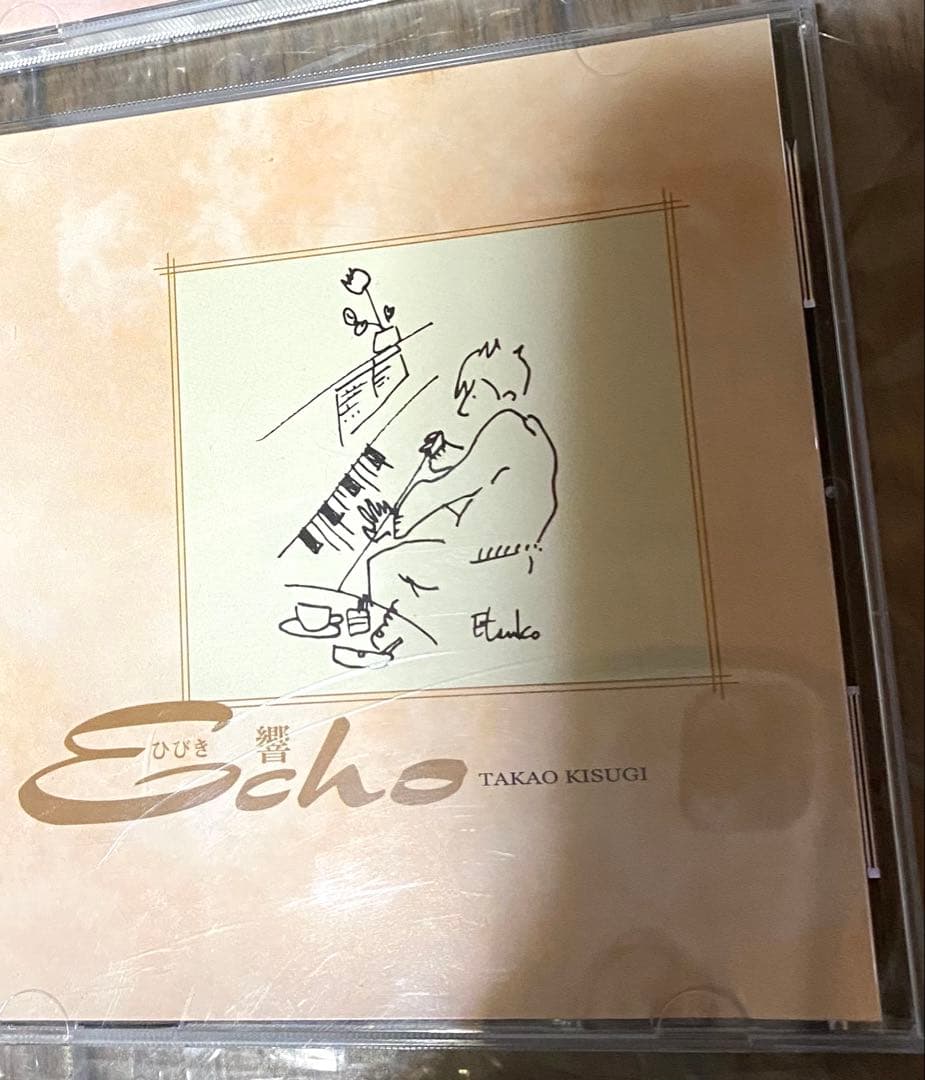 Etsuko
ひびき 響
Echo TAKAO KISUGI